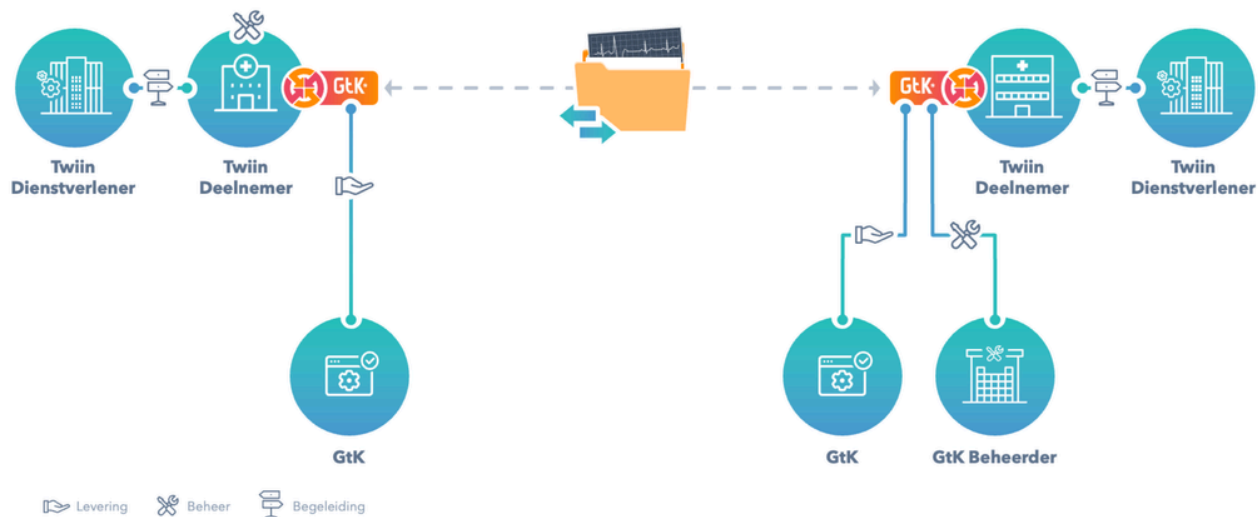 GtK
GtK
Twiin
Dienstverlener
Twiin
Deelnemer
Twiin
Deelnemer
Twiin
Dienstverlener
GtK
GtK
GtK Beheerder
Levering
Beheer
Begeleiding